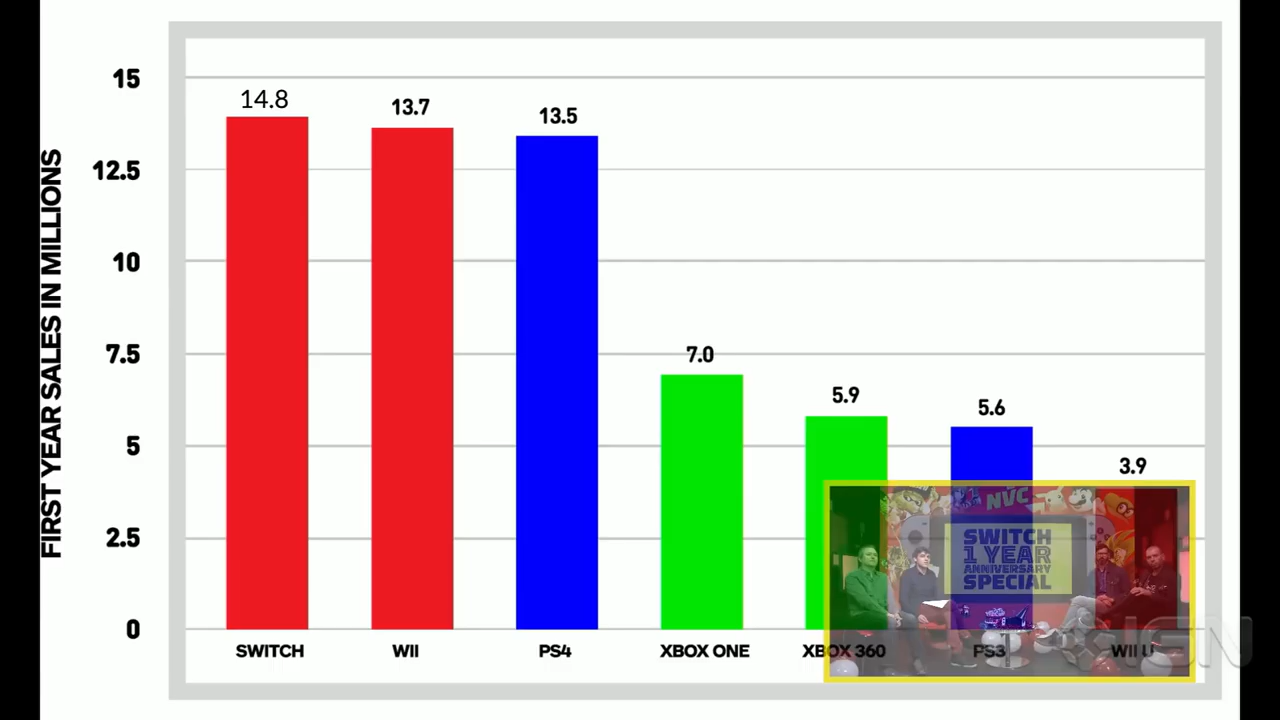 FIRST YEAR SALES IN MILLIONS
15
12.5
10
7.5
5
2.5
0
14.8
13.7
13.5
7.0
5.9
5.6
3.9
SWITCH
WII
PS4
XBOX ONE
XBOX 360
PS3
WII U
NVC
SWITCH
1 YEAR
ANNIVERSARY
SPECIAL
IGN